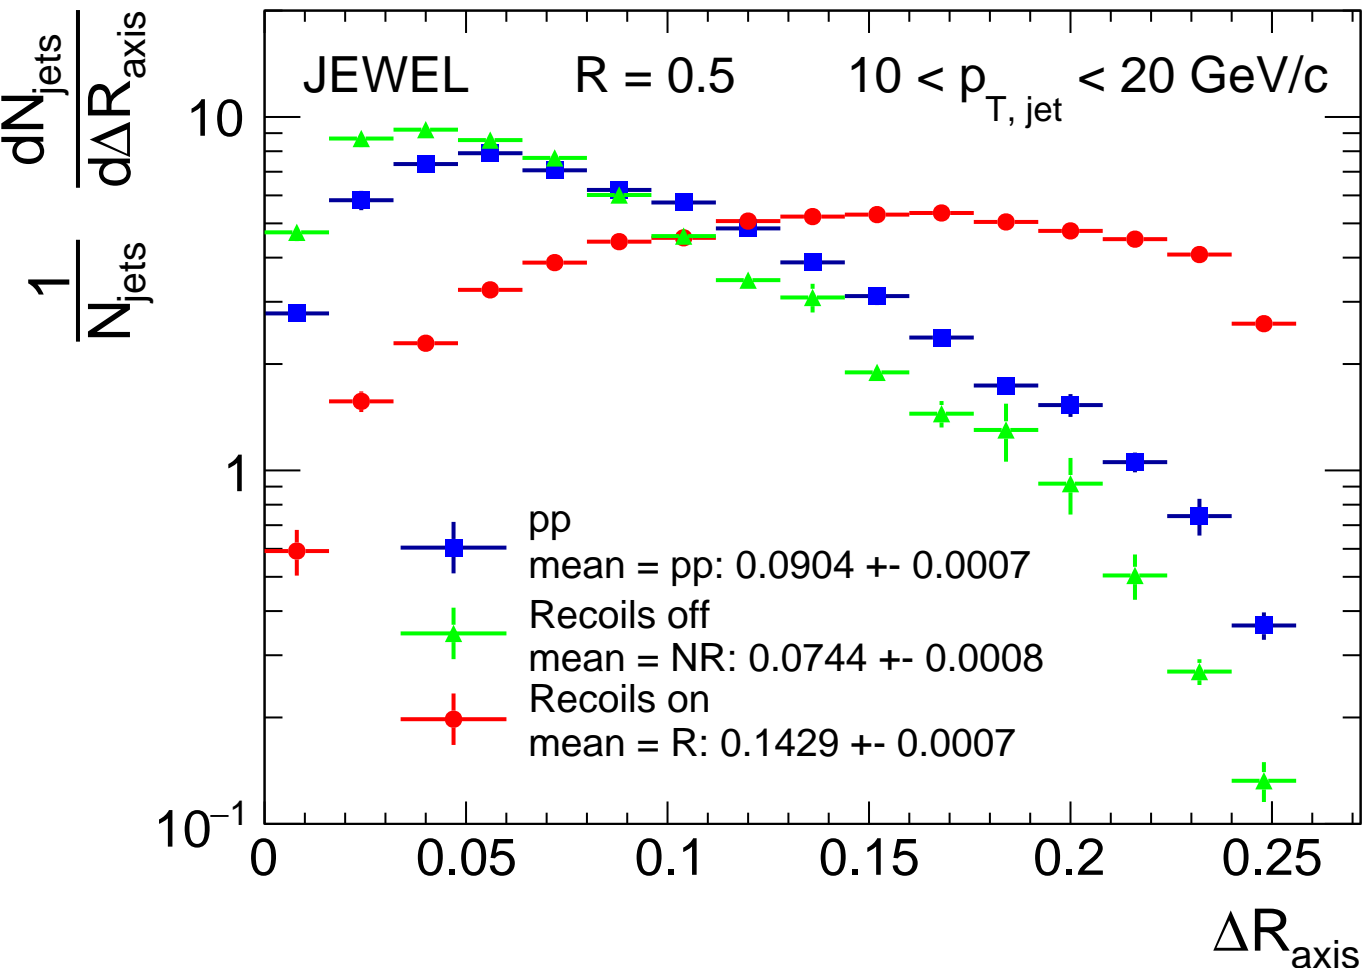 1 dN_jets
N_jets dΔR_axis
JEWEL R = 0.5 10 < p_T, jet < 20 GeV/c
10
1
10⁻¹
pp
mean = pp: 0.0904 +- 0.0007
Recoils off
mean = NR: 0.0744 +- 0.0008
Recoils on
mean = R: 0.1429 +- 0.0007
0 0.05 0.1 0.15 0.2 0.25
ΔR_axis